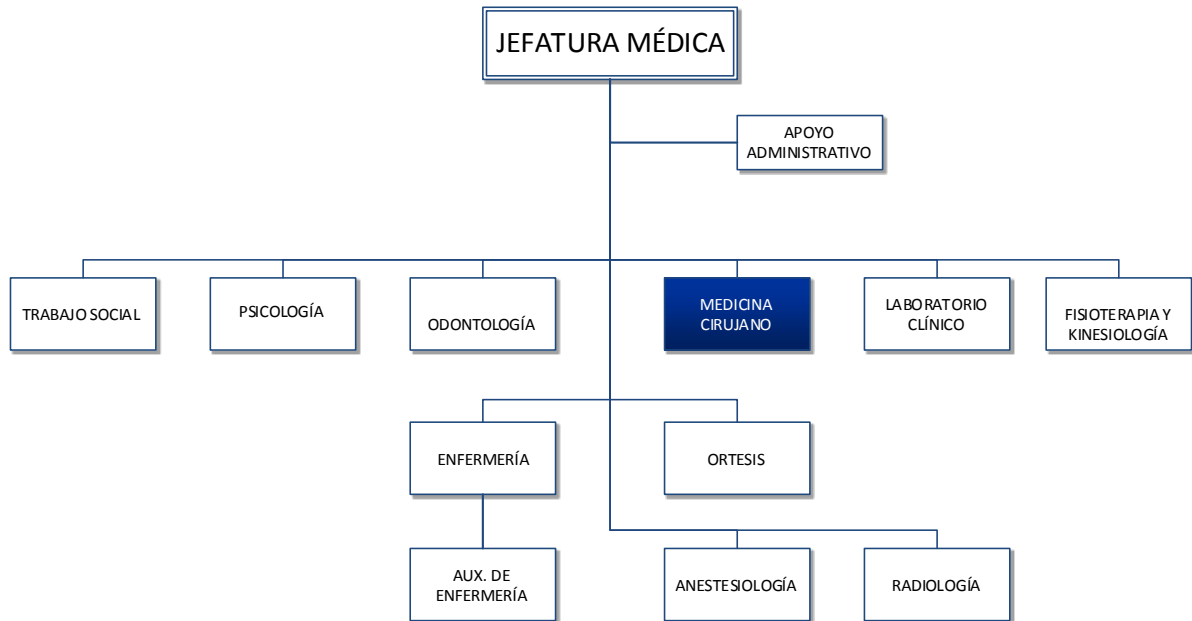 JEFATURA MÉDICA
APOYO
ADMINISTRATIVO
TRABAJO SOCIAL
PSICOLOGÍA
ODONTOLOGÍA
MEDICINA
CIRUJANO
LABORATORIO
CLÍNICO
FISIOTERAPIA Y
KINESIOLOGÍA
ENFERMERÍA
ORTESIS
AUX. DE
ENFERMERÍA
ANESTESIOLOGÍA
RADIOLOGÍA